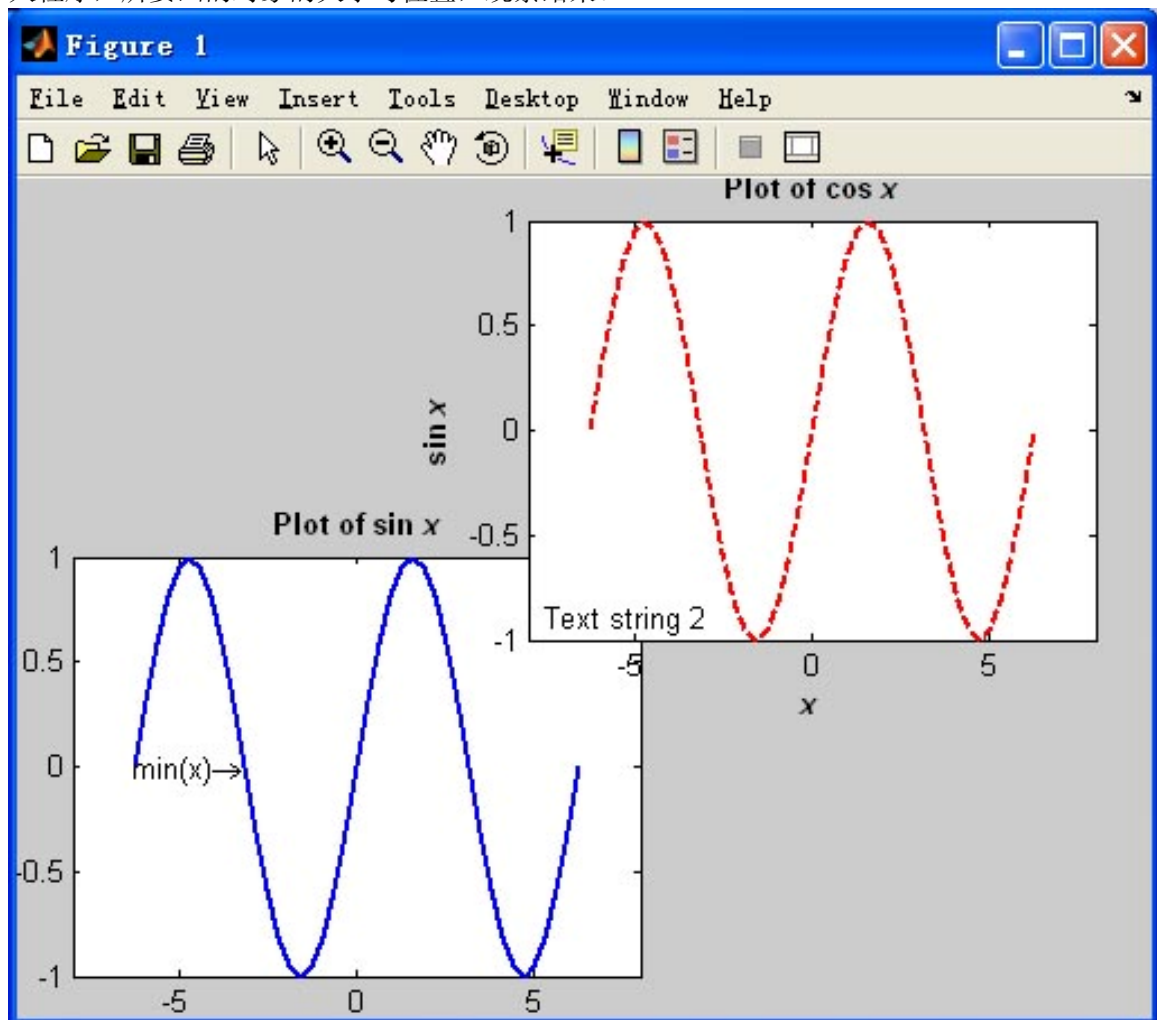 Figure 1
File Edit View Insert Tools Desktop Window Help
Plot of cos x
1
0.5
0
-0.5
-1
sin x
Text string 2
-5 0 5
x
Plot of sin x
1
0.5
0
-0.5
-1
min(x)→
-5 0 5